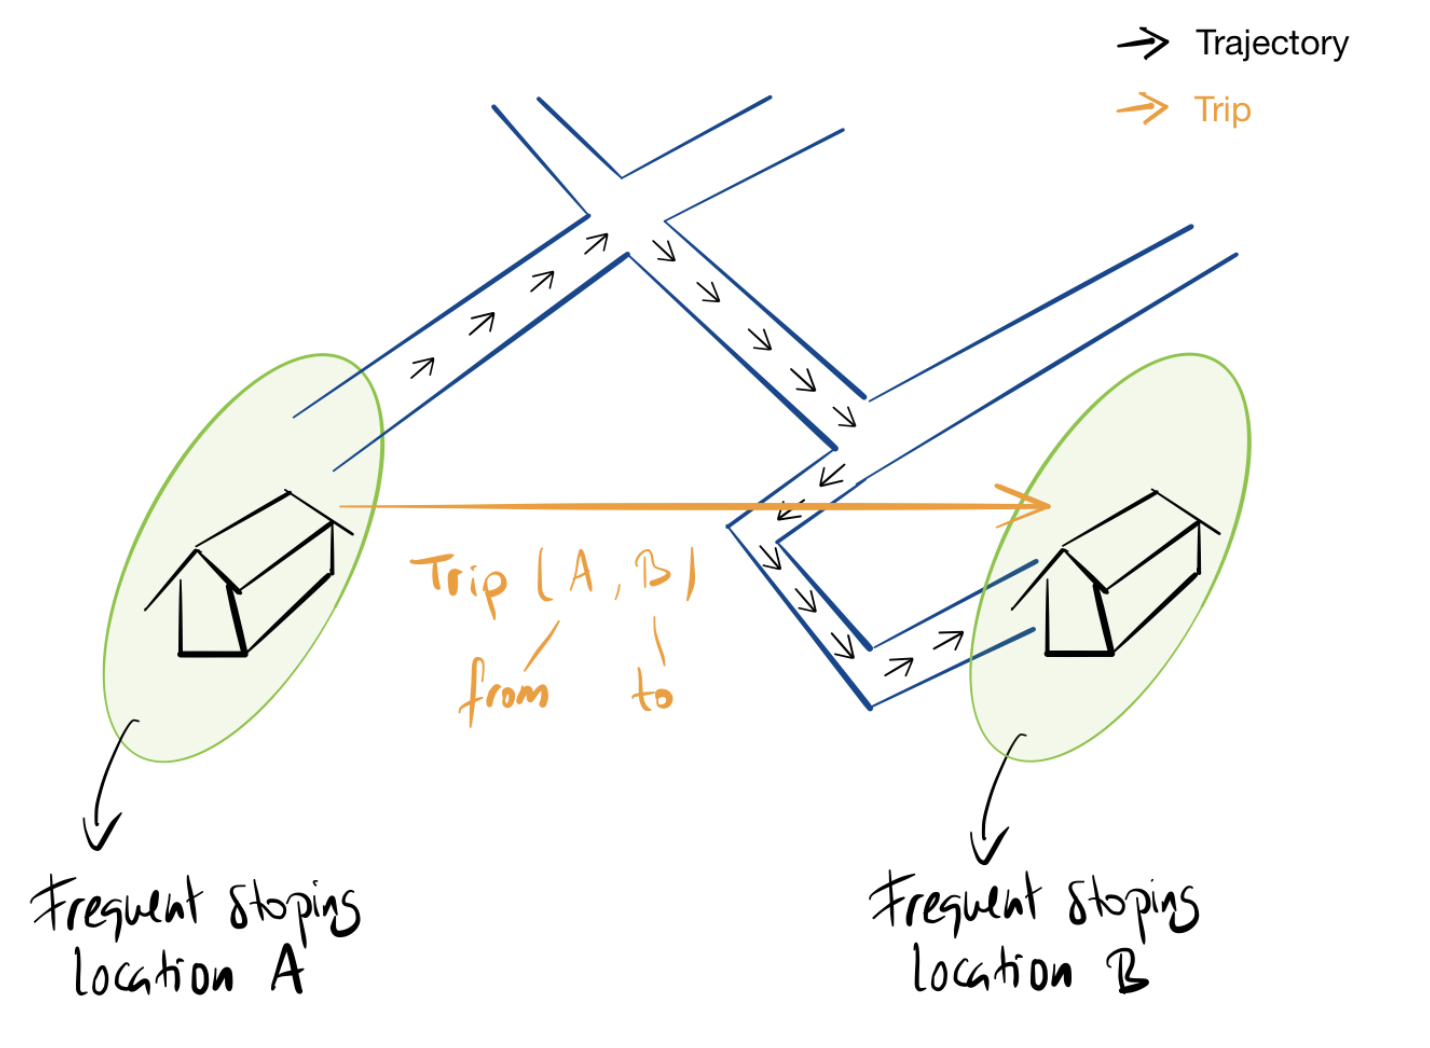 Trajectory
Trip
Trip (A, B)
from to
Frequent stoping
location A
Frequent stoping
location B